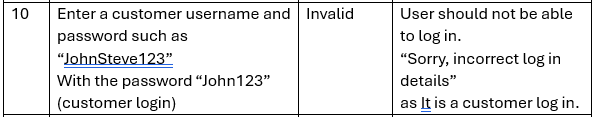 10
Enter a customer username and
password such as
“JohnSteve123”
With the password “John123”
(customer login)
Invalid
User should not be able
to log in.
“Sorry, incorrect log in
details”
as It is a customer log in.